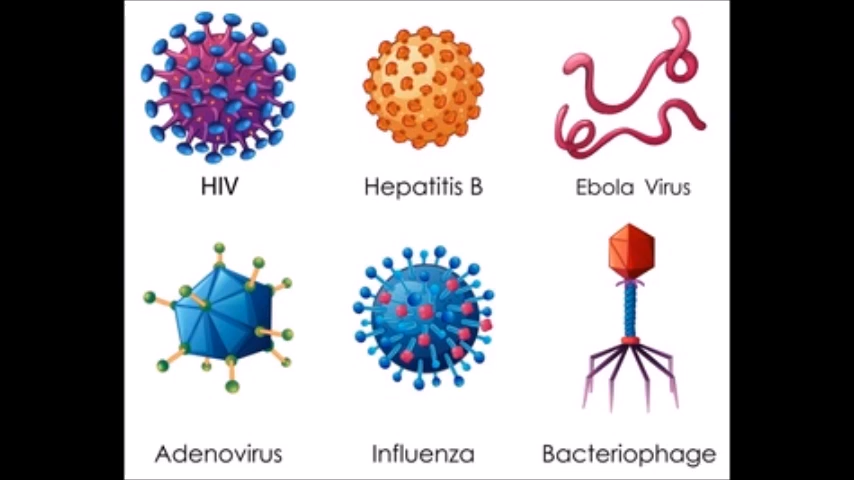 HIV
Hepatitis B
Ebola Virus
Adenovirus
Influenza
Bacteriophage